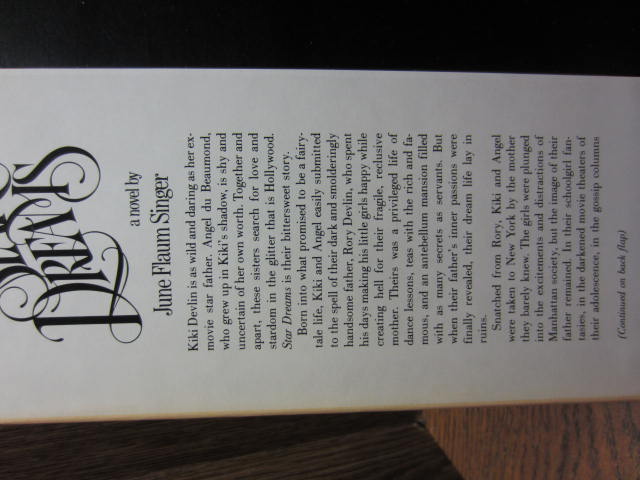 STAR
DREAMS
a novel by
June Flaum Singer
Kiki Devlin is as wild and daring as her ex-
movie star father. Angel du Beaumond,
who grew up in Kiki's shadow, is shy and
uncertain of her own worth. Together and
apart, these sisters search for love and
stardom in the glitter that is Hollywood.
Star Dreams is their bittersweet story.
Born into what promised to be a fairy-
tale life, Kiki and Angel easily submitted
to the spell of their dark and smolderingly
handsome father, Rory Devlin, who spent
his days making his little girls happy while
creating hell for their fragile, reclusive
mother. Theirs was a privileged life of
dance lessons, teas with the rich and fa-
mous, and an antebellum mansion filled
with as many secrets as servants. But
when their father's inner passions were
finally revealed, their dream life lay in
ruins.
Snatched from Rory, Kiki and Angel
were taken to New York by the mother
they barely knew. The girls were plunged
into the excitements and distractions of
Manhattan society, but the image of their
father remained. In their schoolgirl fan-
tasies, in the darkened movie theaters of
their adolescence, in the gossip columns
(Continued on back flap)